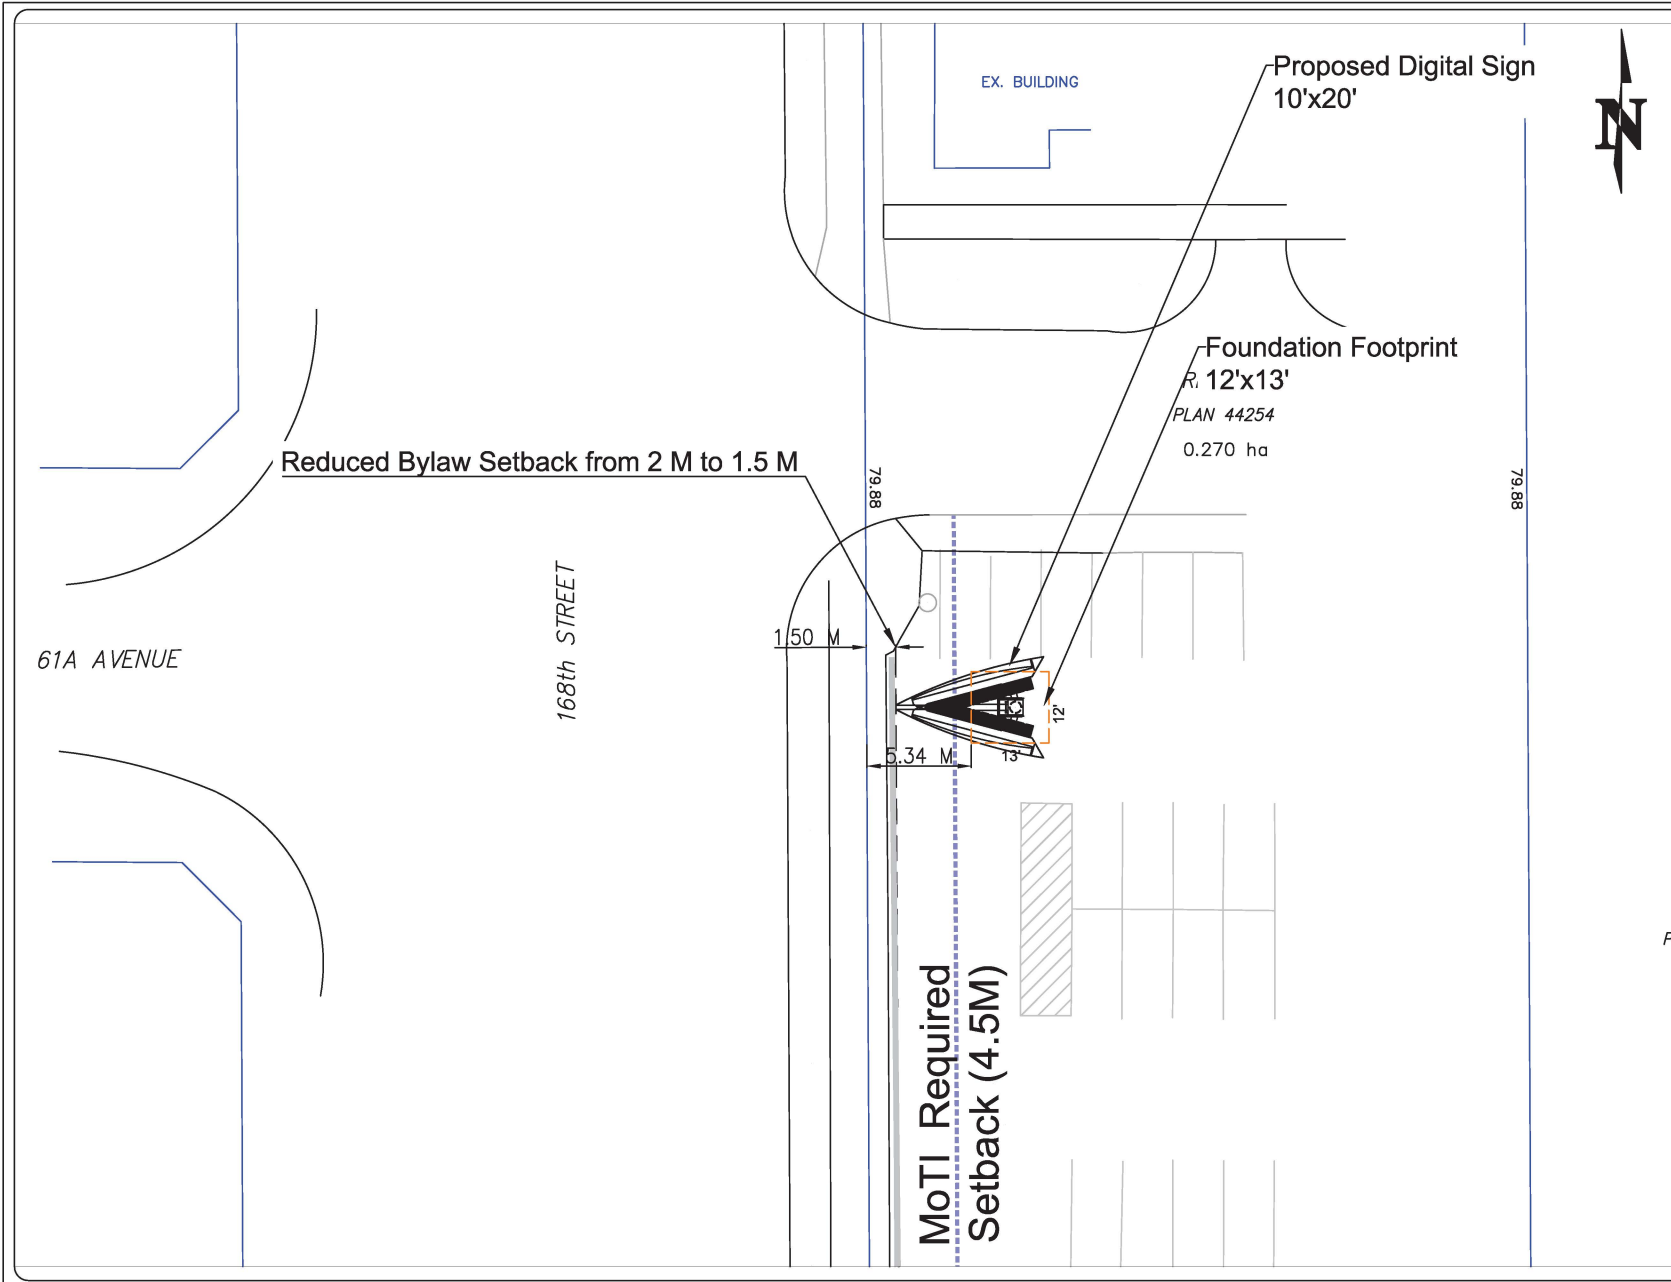 EX. BUILDING
Proposed Digital Sign
10'x20'
N
Foundation Footprint
12'x13'
PLAN 44254
0.270 ha
Reduced Bylaw Setback from 2 M to 1.5 M
79.88
79.88
168th STREET
61A AVENUE
1.50 M
12'
13'
5.34 M
MoTI Required
Setback (4.5M)